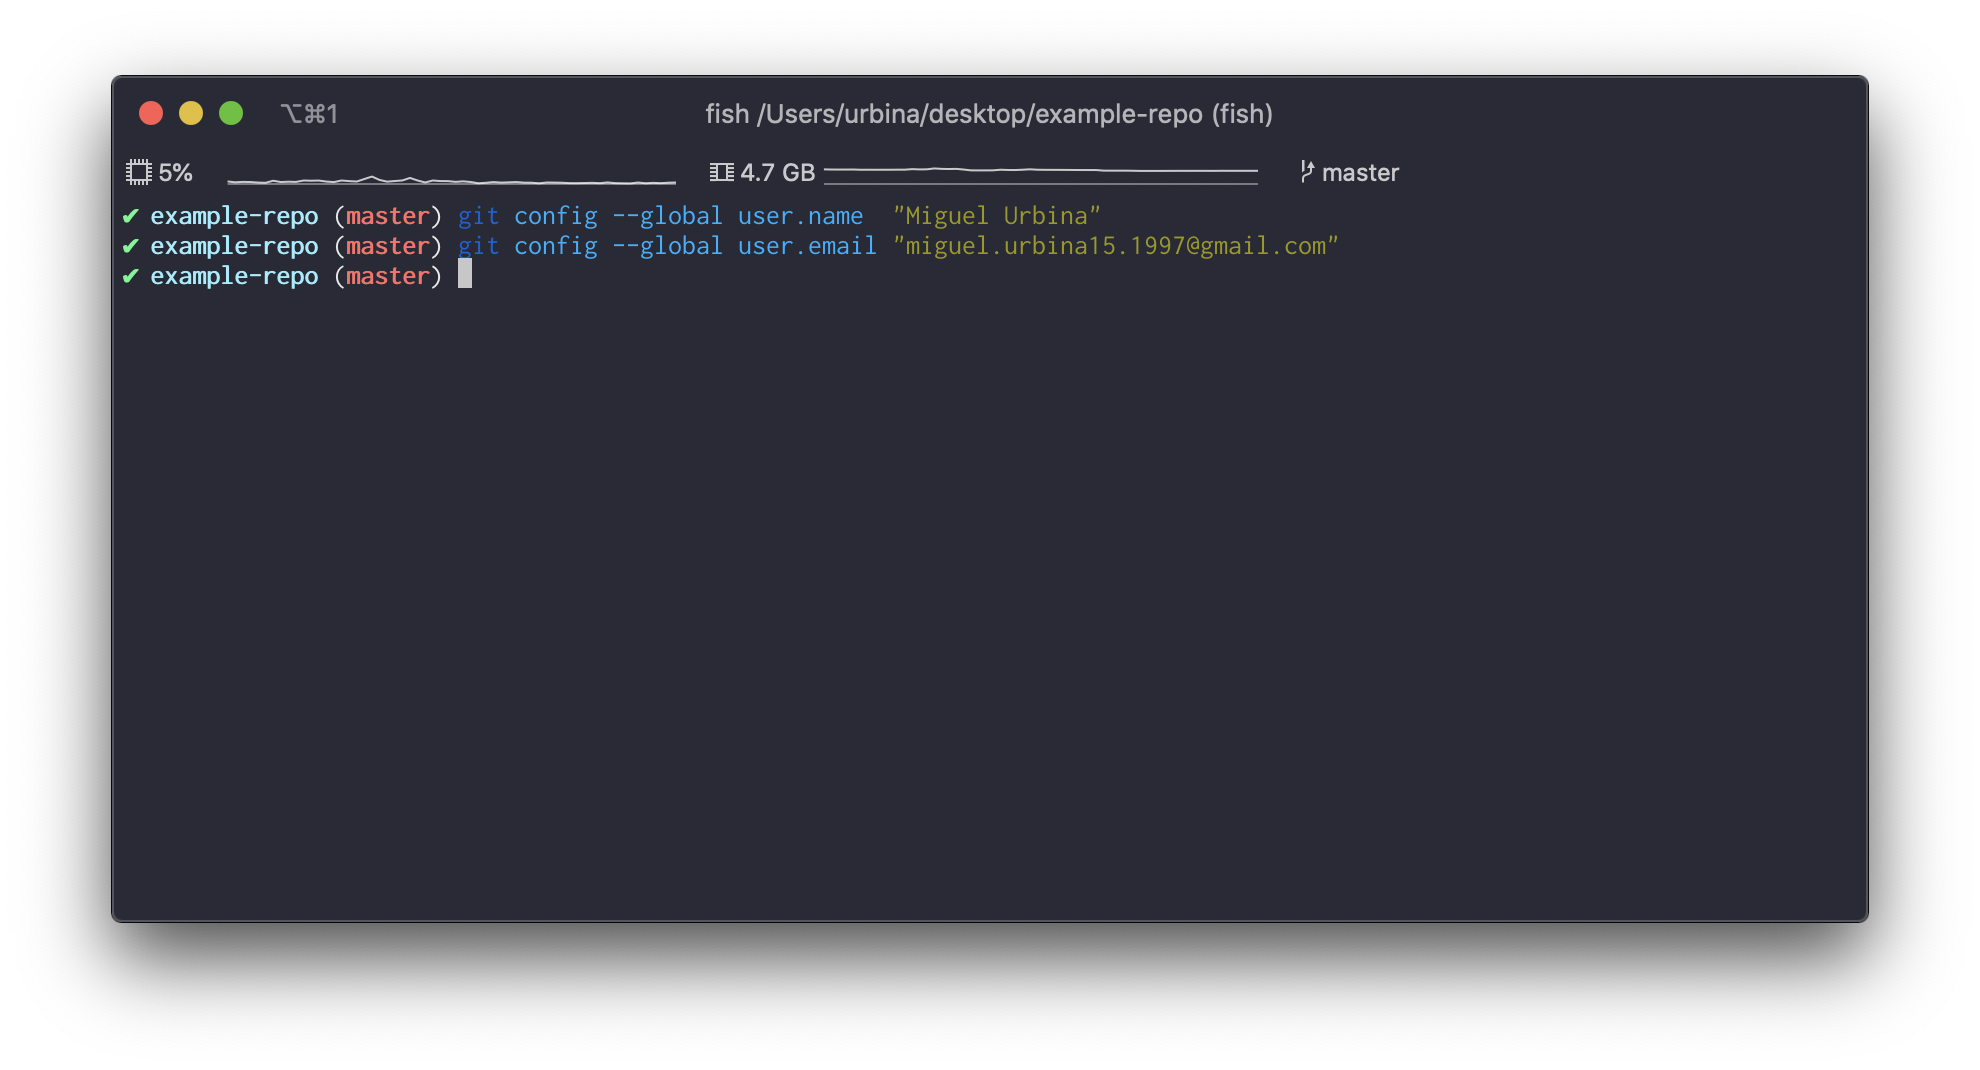 ⌥⌘1 fish /Users/urbina/desktop/example-repo (fish)
5% 4.7 GB master
✔ example-repo (master) git config --global user.name  "Miguel Urbina"
✔ example-repo (master) git config --global user.email "miguel.urbina15.1997@gmail.com"
✔ example-repo (master)